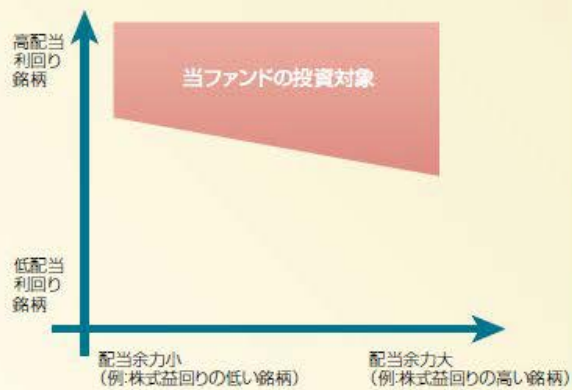 高配当
利回り
銘柄
当ファンドの投資対象
低配当
利回り
銘柄
配当余力小
(例:株式益回りの低い銘柄)
配当余力大
(例:株式益回りの高い銘柄)